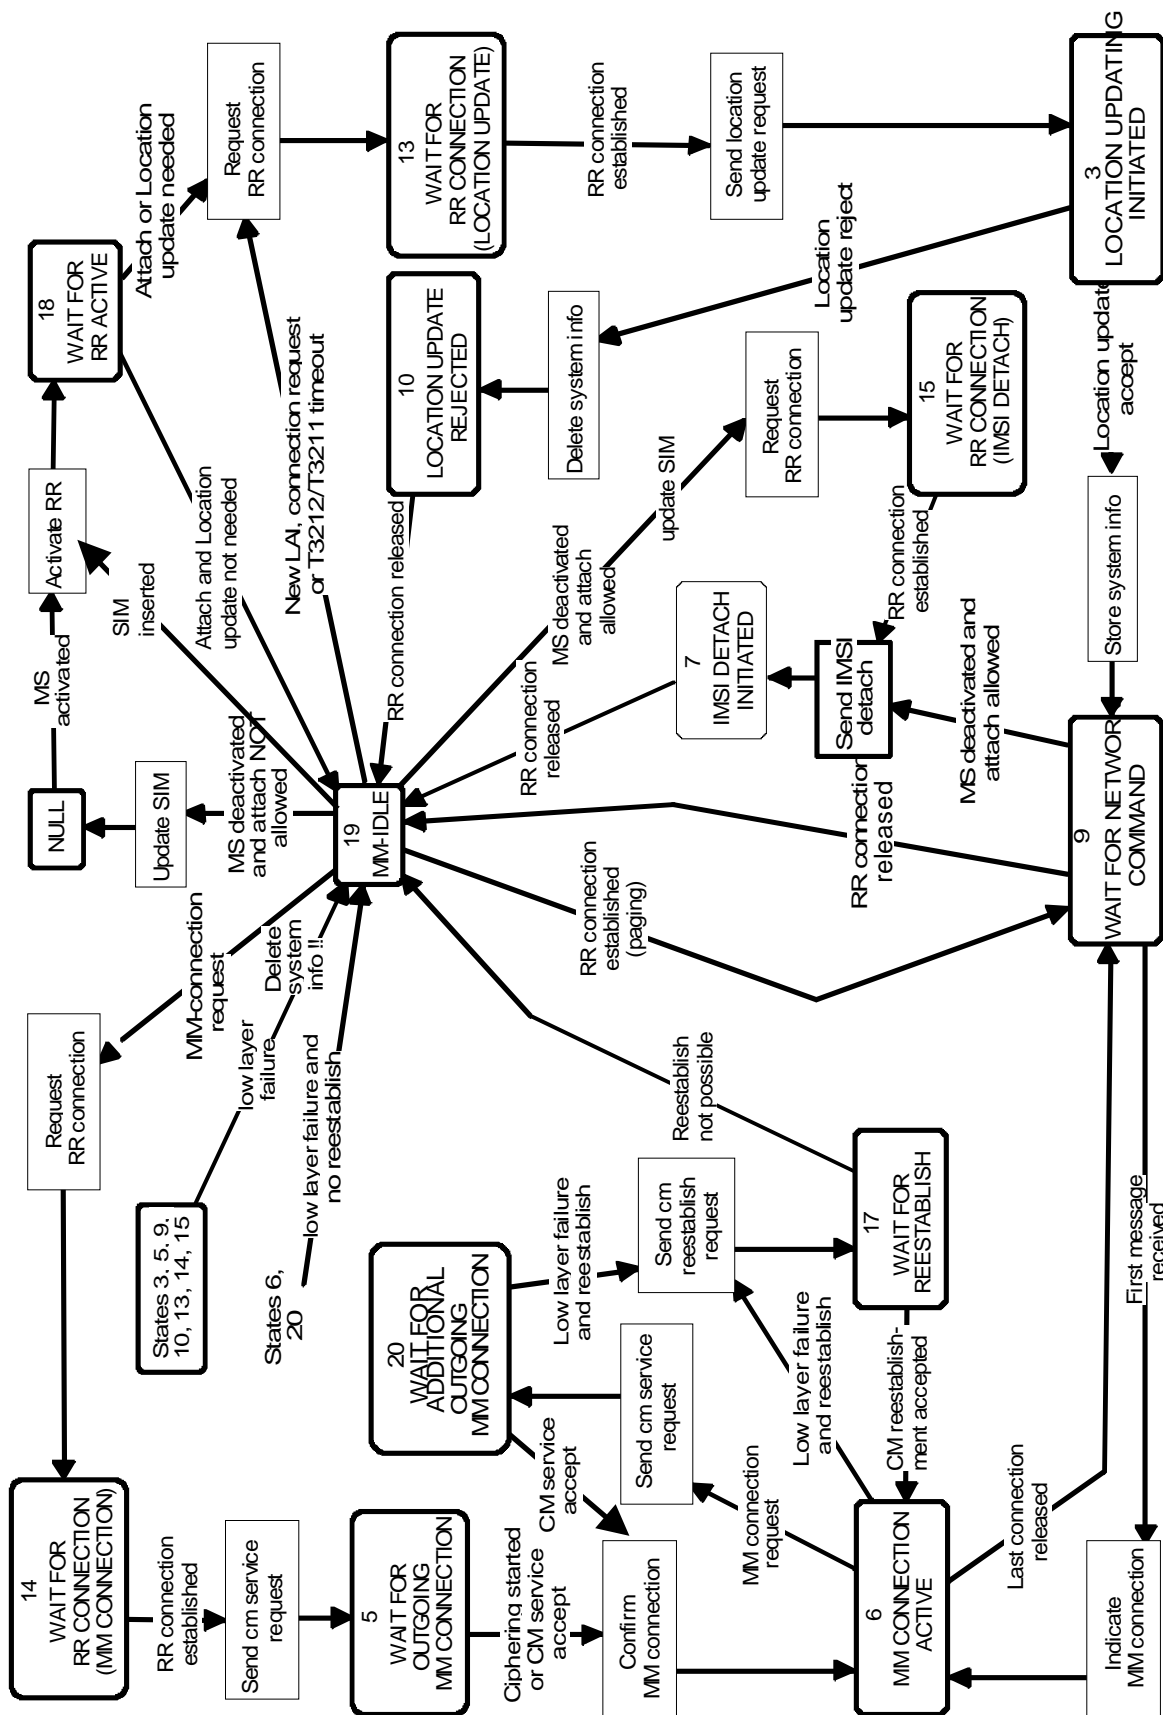 14
WAIT FOR
RR CONNECTION
(MM CONNECTION)
RR connection
established
Send cm service
request
5
WAIT FOR
OUTGOING
MM CONNECTION
Ciphering started
or CM service
accept
Confirm
MM connection
6
MM CONNECTION
ACTIVE
Indicate
MM connection
Request
RR connection
MM-connection
request
States 3, 5, 9,
10, 13, 14, 15
low layer
failure
Delete
system
info !!
States 6,
20
low layer failure and
no reestablish
20
WAIT FOR
ADDITIONAL
OUTGOING
MM CONNECTION
CM service
accept
Send cm service
request
MM connection
request
Low layer failure
and reestablish
Send cm
reestablish
request
Low layer failure
and reestablish
17
WAIT FOR
REESTABLISH
CM reestablish-
ment accepted
Reestablish
not possible
Last connection
released
First message
received
NULL
Update SIM
MS deactivated
and attach NOT
allowed
19
MM-IDLE
RR connection
established
(paging)
RR connection
released
9
WAIT FOR NETWORK
COMMAND
MS
activated
Activate RR
SIM
inserted
18
WAIT FOR
RR ACTIVE
Attach and Location
update not needed
Attach or Location
update needed
New LAI, connection request
or T3212/T3211 timeout
Request
RR connection
13
WAIT FOR
RR CONNECTION
(LOCATION UPDATE)
RR connection
established
Send location
update request
3
LOCATION UPDATING
INITIATED
Location
update reject
Delete system info
10
LOCATION UPDATE
REJECTED
RR connection released
MS deactivated
and attach
allowed
update SIM
Request
RR connection
15
WAIT FOR
RR CONNECTION
(IMSI DETACH)
RR connection
established
Send IMSI
detach
7
IMSI DETACH
INITIATED
RR connection
released
MS deactivated and
attach allowed
Location update
accept
Store system info